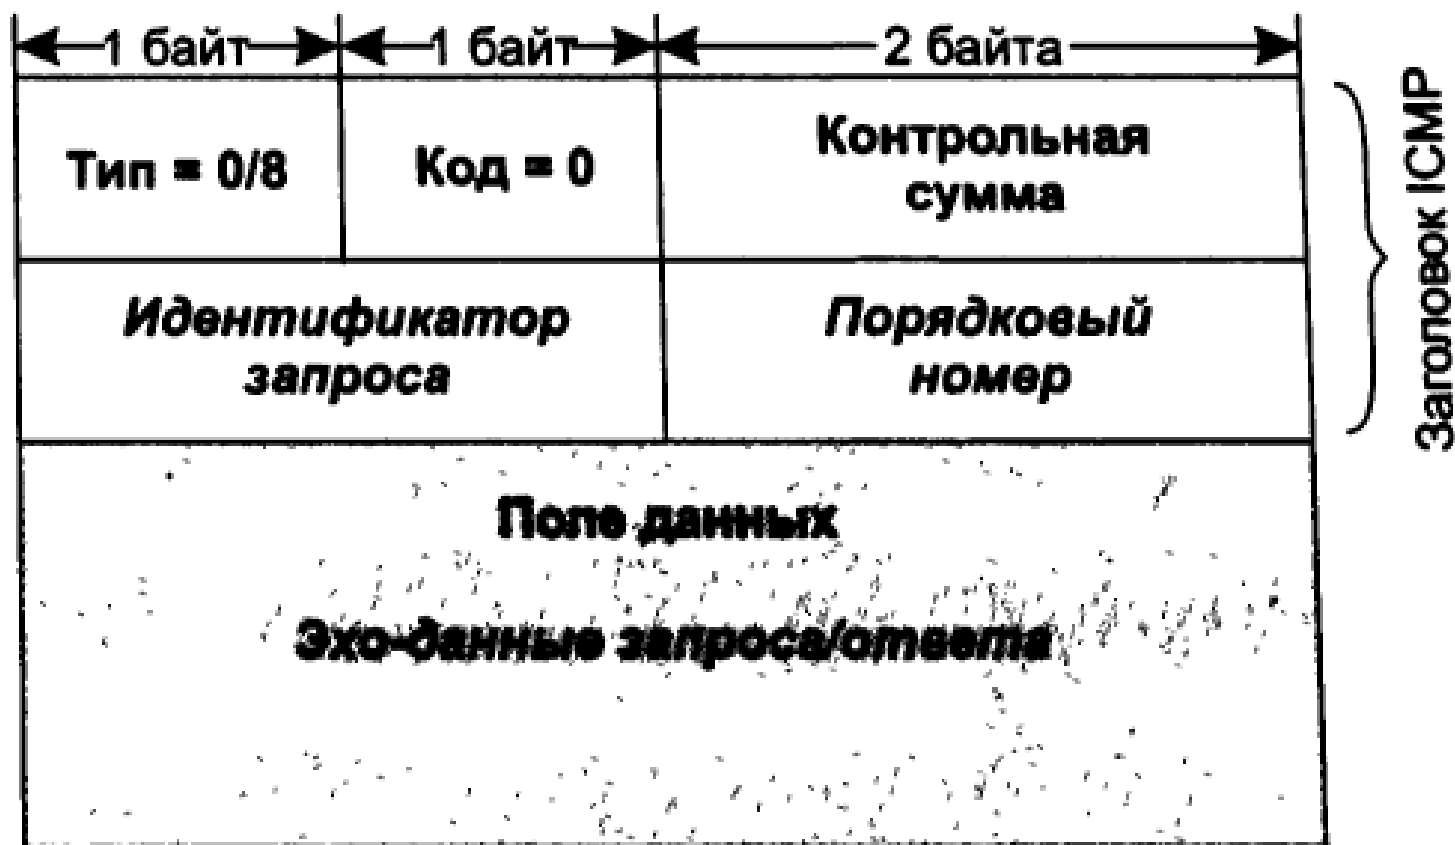 1 байт
1 байт
2 байта
Тип = 0/8
Код = 0
Контрольная
сумма
Идентификатор
запроса
Порядковый
номер
Заголовок ICMP
Поле данных
Эхо-данные запроса/ответа